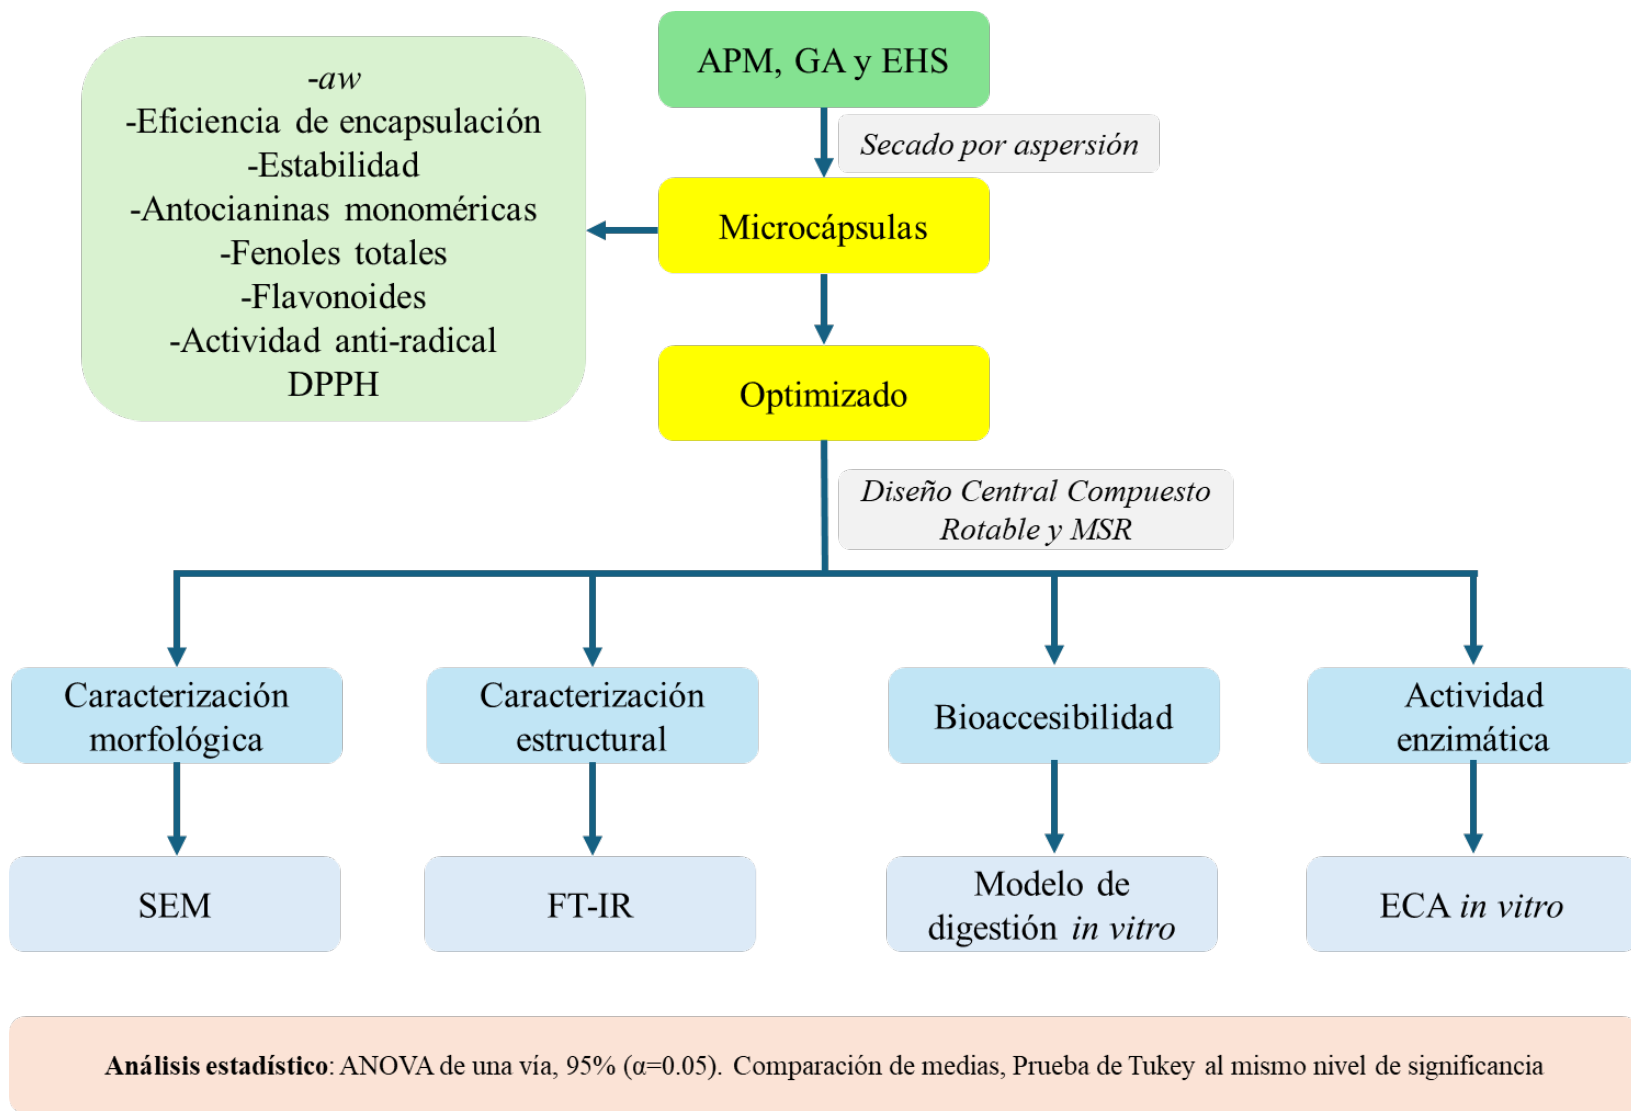 APM, GA y EHS
Secado por aspersión
-aw
-Eficiencia de encapsulación
-Estabilidad
-Antocianinas monoméricas
-Fenoles totales
-Flavonoides
-Actividad anti-radical
DPPH
Microcápsulas
Optimizado
Diseño Central Compuesto
Rotable y MSR
Caracterización
morfológica
Caracterización
estructural
Bioaccesibilidad
Actividad
enzimática
SEM
FT-IR
Modelo de
digestión in vitro
ECA in vitro
Análisis estadístico: ANOVA de una vía, 95% (α=0.05). Comparación de medias, Prueba de Tukey al mismo nivel de significancia